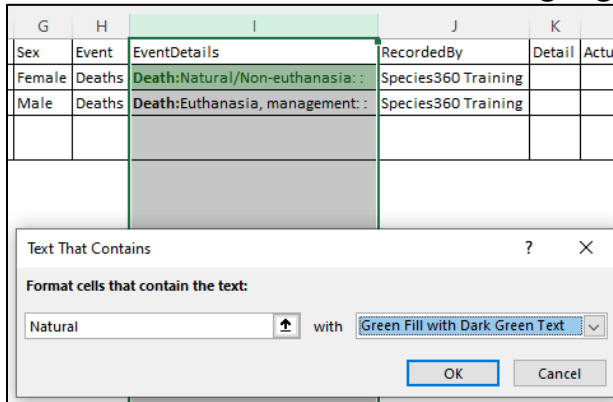 G H I J K
Sex Event EventDetails RecordedBy Detail Actu
Female Deaths Death:Natural/Non-euthanasia: : Species360 Training
Male Deaths Death:Euthanasia, management: : Species360 Training
Text That Contains ? ×
Format cells that contain the text:
Natural with Green Fill with Dark Green Text
OK Cancel